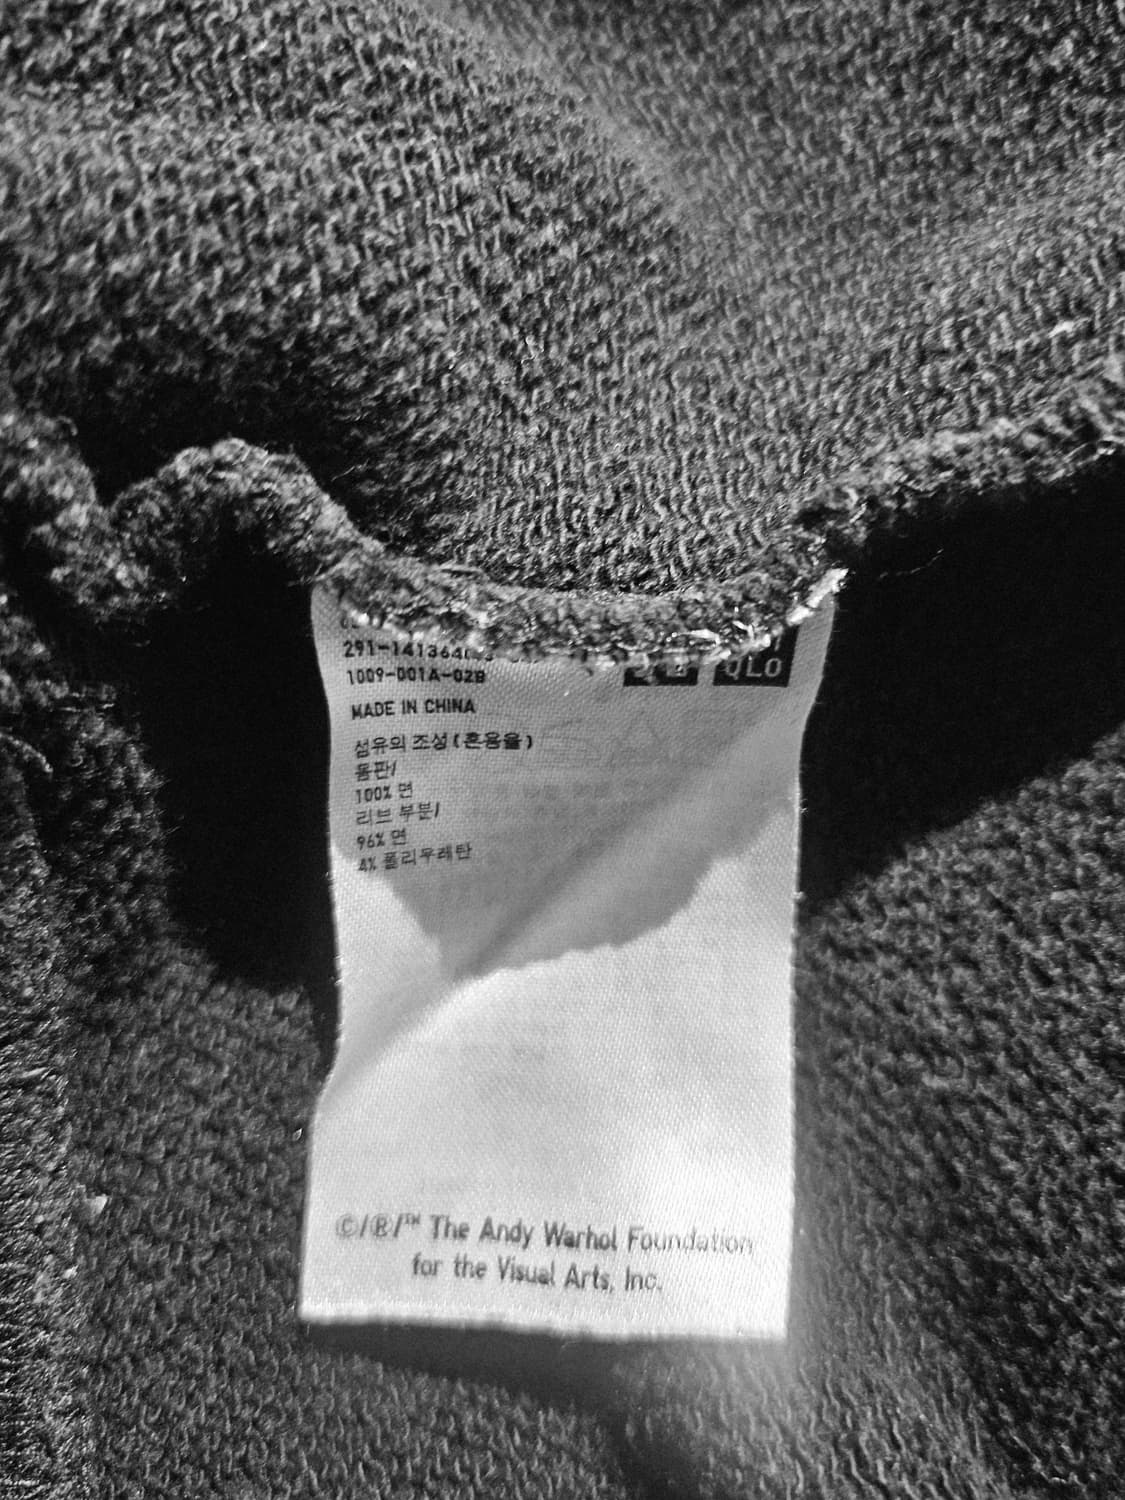 1009-001A-02B
MADE IN CHINA
섬유의 조성(혼용율)
몸판/
100% 면
리브 부분/
96% 면
4% 폴리우레탄
QLO
©/®/™ The Andy Warhol Foundation
for the Visual Arts, Inc.